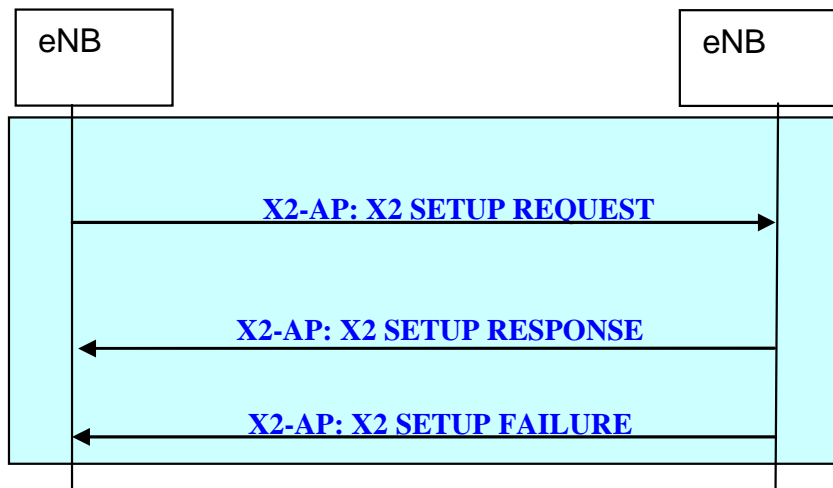 eNB
eNB
X2-AP: X2 SETUP REQUEST
X2-AP: X2 SETUP RESPONSE
X2-AP: X2 SETUP FAILURE